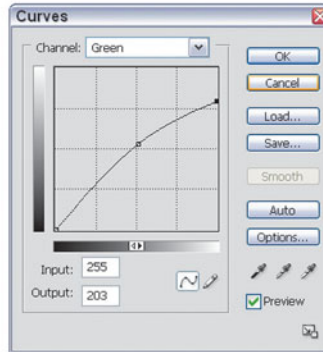 Curves
Channel: Green
OK
Cancel
Load...
Save...
Smooth
Auto
Options...
Input: 255
Output: 203
Preview